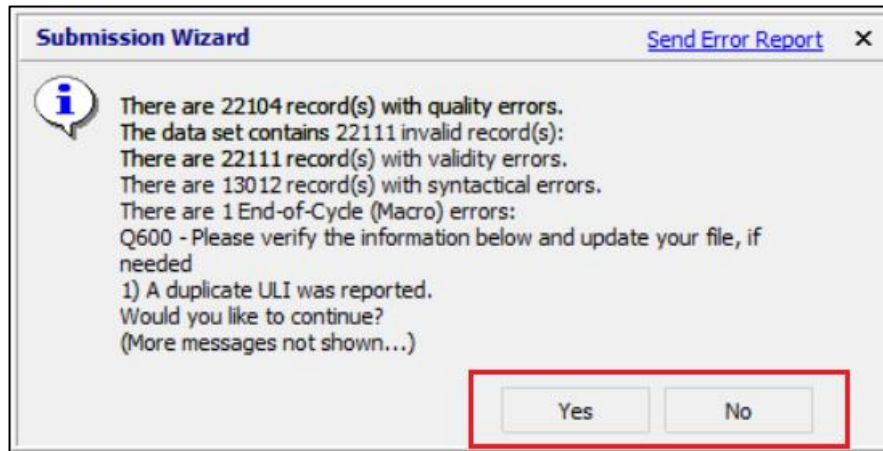 Submission Wizard Send Error Report
There are 22104 record(s) with quality errors.
The data set contains 22111 invalid record(s):
There are 22111 record(s) with validity errors.
There are 13012 record(s) with syntactical errors.
There are 1 End-of-Cycle (Macro) errors:
Q600 - Please verify the information below and update your file, if
needed
1) A duplicate ULI was reported.
Would you like to continue?
(More messages not shown...)
Yes No